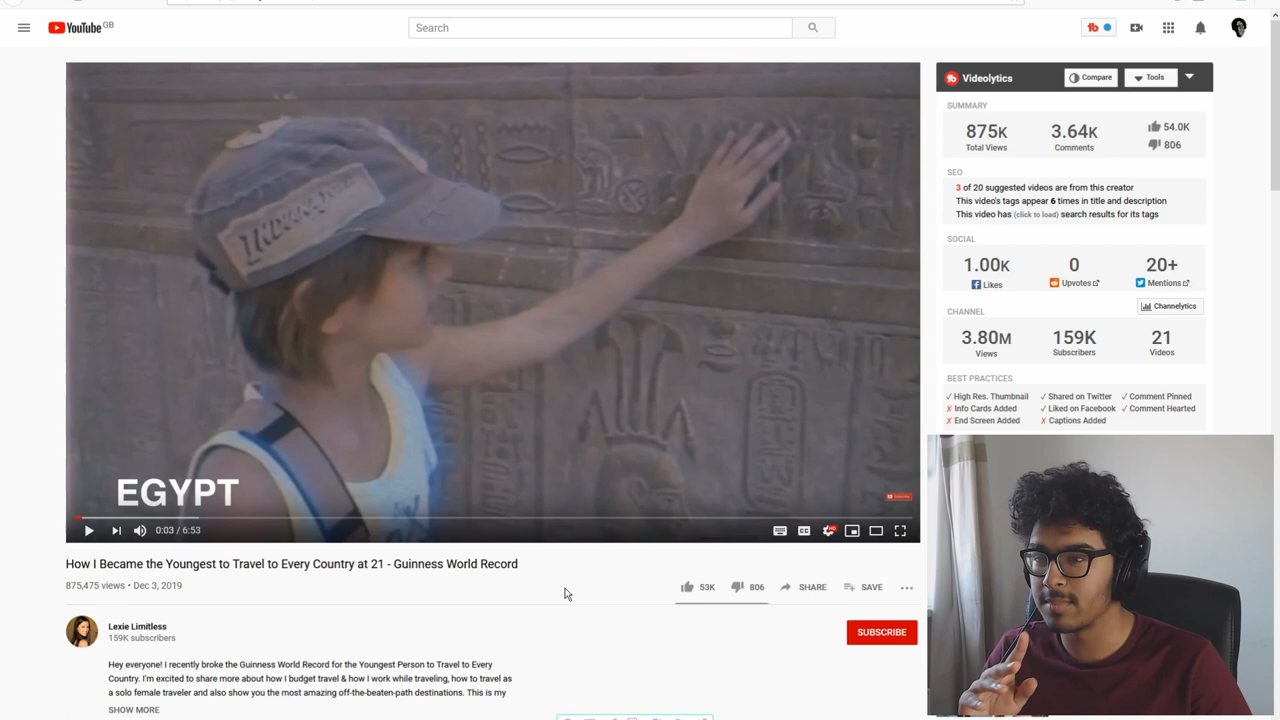 YouTube GB
Search
tb
INDIANA
EGYPT
Subscribe
0:03 / 6:53
CC
HD
How I Became the Youngest to Travel to Every Country at 21 - Guinness World Record
875,475 views • Dec 3, 2019
53K
806
SHARE
SAVE
Lexie Limitless
159K subscribers
SUBSCRIBE
Hey everyone! I recently broke the Guinness World Record for the Youngest Person to Travel to Every
Country. I'm excited to share more about how I budget travel & how I work while traveling, how to travel as
a solo female traveler and also show you the most amazing off-the-beaten-path destinations. This is my
SHOW MORE
tb Videolytics
Compare
Tools
SUMMARY
875K
Total Views
3.64K
Comments
54.0K
806
SEO
3 of 20 suggested videos are from this creator
This video's tags appear 6 times in title and description
This video has (click to load) search results for its tags
SOCIAL
1.00K
Likes
0
Upvotes
20+
Mentions
Channelytics
CHANNEL
3.80M
Views
159K
Subscribers
21
Videos
BEST PRACTICES
✓ High Res. Thumbnail
✓ Shared on Twitter
✓ Comment Pinned
✗ Info Cards Added
✓ Liked on Facebook
✓ Comment Hearted
✗ End Screen Added
✗ Captions Added